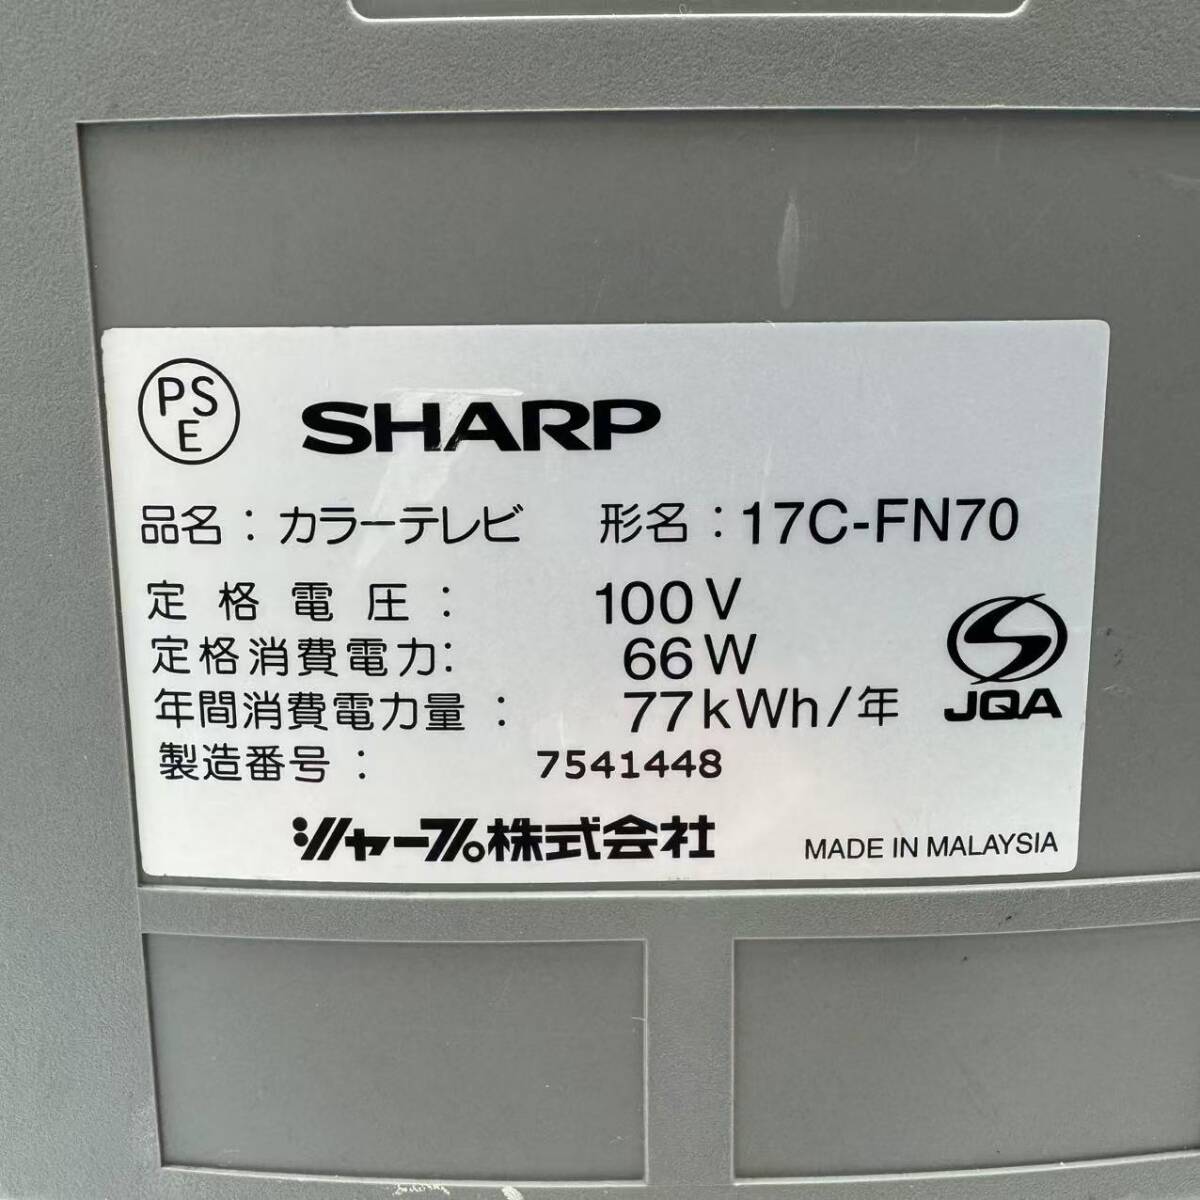 PS
E
SHARP
品名：カラーテレビ 形名：17C-FN70
定格電圧： 100V
定格消費電力： 66W
年間消費電力量： 77kWh/年
製造番号： 7541448
JQA
シャープ株式会社
MADE IN MALAYSIA